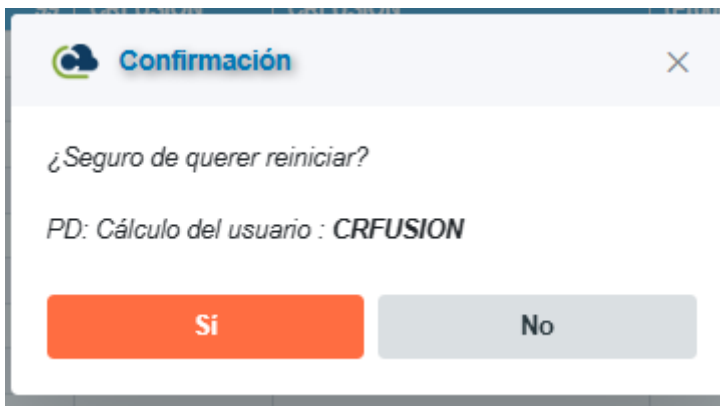 Confirmación
¿Seguro de querer reiniciar?
PD: Cálculo del usuario : CRFUSION
Sí
No